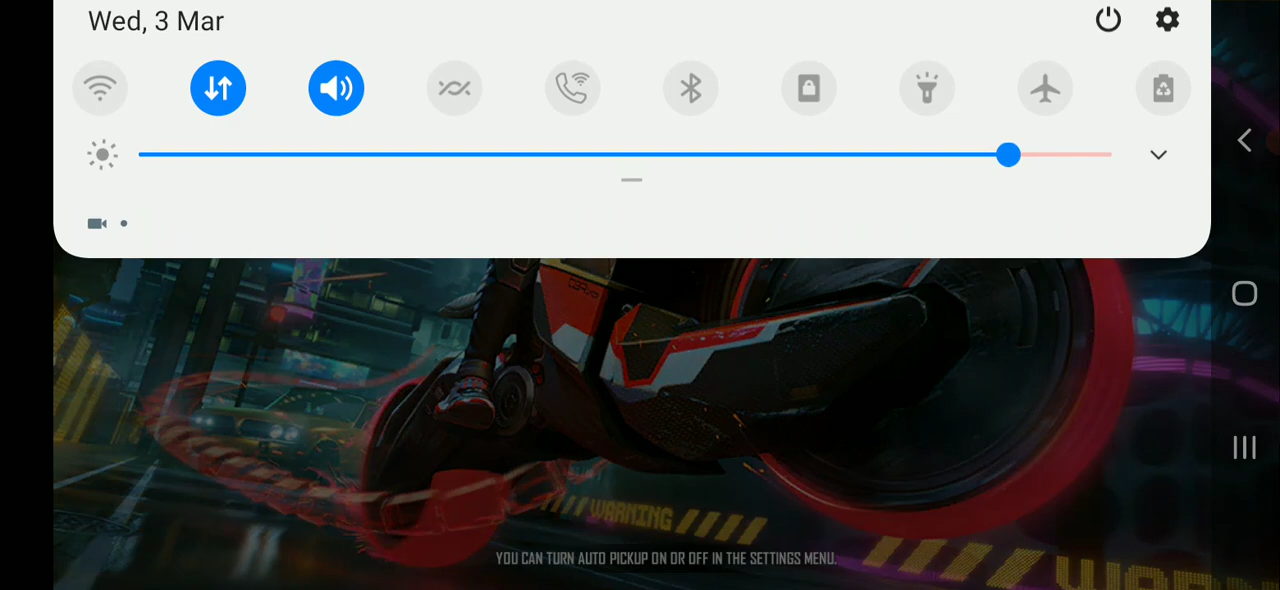 Wed, 3 Mar
WARNING
YOU CAN TURN AUTO PICKUP ON OR OFF IN THE SETTINGS MENU.